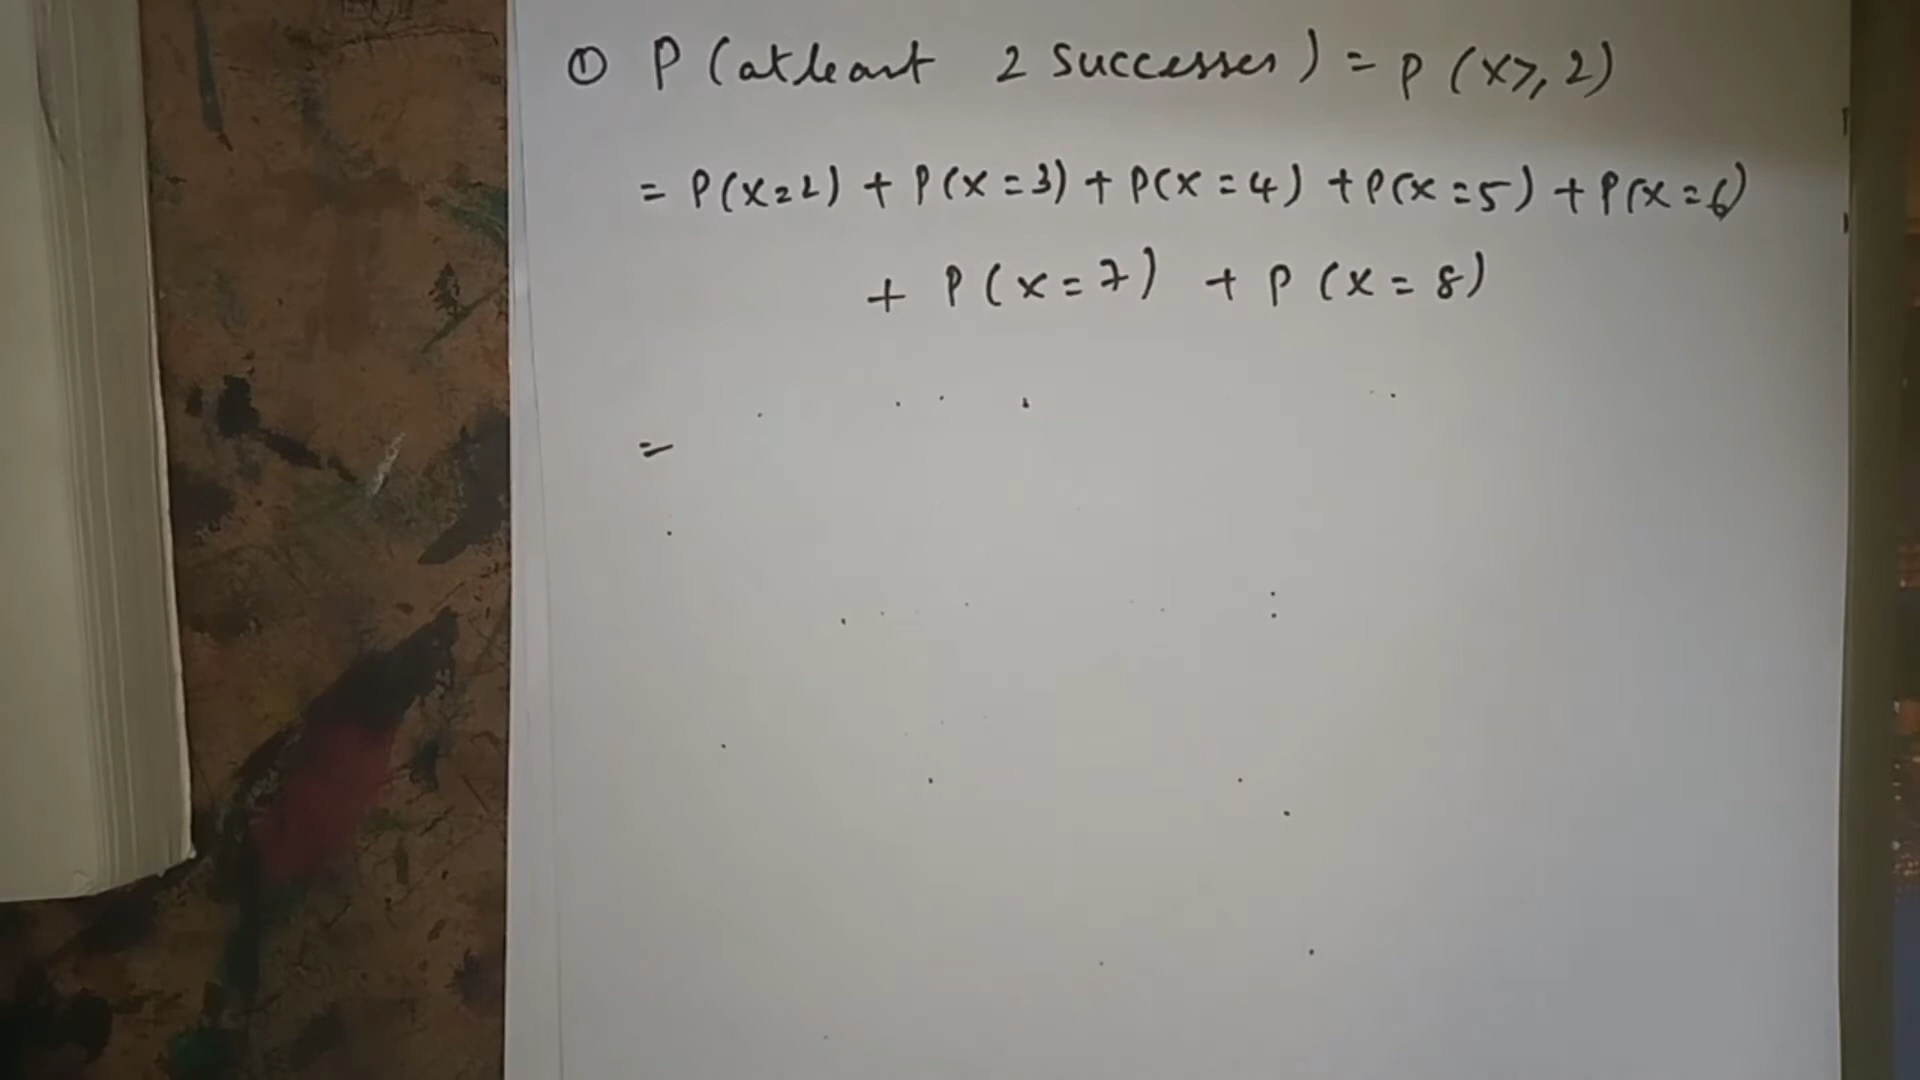 ① P (atleast 2 successes) = P (x ≥ 2)
= P(x=2) + P(x=3) + P(x=4) + P(x=5) + P(x=6)
+ P(x=7) + P(x=8)
=